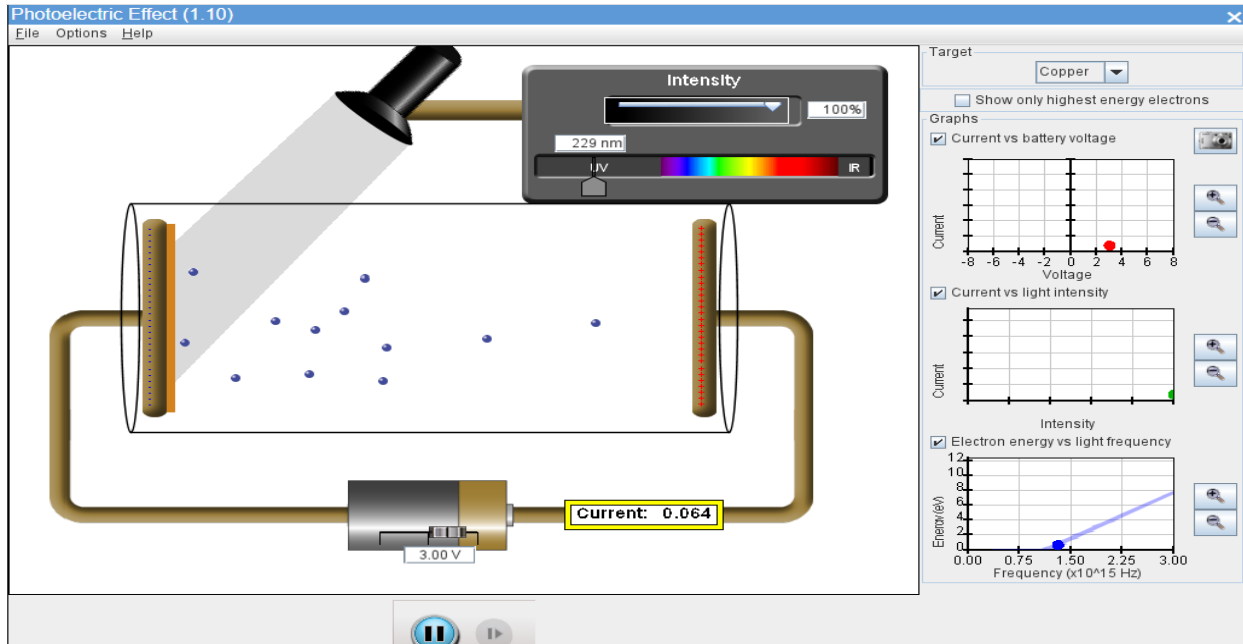 Photoelectric Effect (1.10)
File Options Help
Intensity
100%
229 nm
UV
IR
Current: 0.064
3.00 V
Target
Copper
Show only highest energy electrons
Graphs
Current vs battery voltage
Current
-8 -6 -4 -2 0 2 4 6 8
Voltage
Current vs light intensity
Current
Intensity
Electron energy vs light frequency
12
10
8
6
4
2
0
Energy (eV)
0.00 0.75 1.50 2.25 3.00
Frequency (x10^15 Hz)